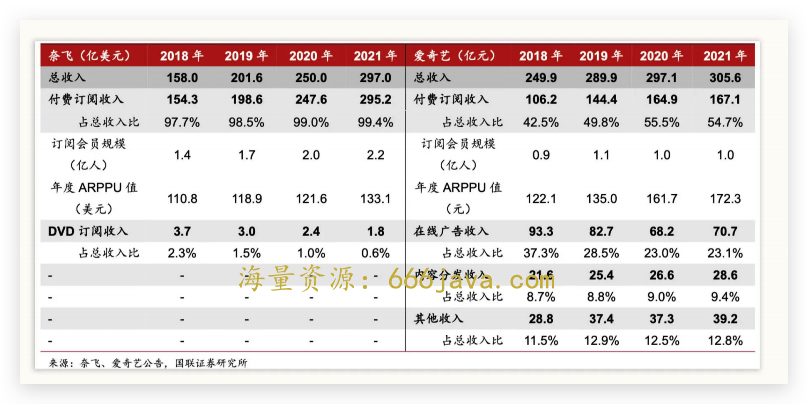 奈飞（亿美元） 2018 年 2019 年 2020 年 2021 年 爱奇艺（亿元） 2018 年 2019 年 2020 年 2021 年
总收入 158.0 201.6 250.0 297.0 总收入 249.9 289.9 297.1 305.6
付费订阅收入 154.3 198.6 247.6 295.2 付费订阅收入 106.2 144.4 164.9 167.1
占总收入比 97.7% 98.5% 99.0% 99.4% 占总收入比 42.5% 49.8% 55.5% 54.7%
订阅会员规模（亿人） 1.4 1.7 2.0 2.2 订阅会员规模（亿人） 0.9 1.1 1.0 1.0
年度 ARPPU 值（美元） 110.8 118.9 121.6 133.1 年度 ARPPU 值（元） 122.1 135.0 161.7 172.3
DVD 订阅收入 3.7 3.0 2.4 1.8 在线广告收入 93.3 82.7 68.2 70.7
占总收入比 2.3% 1.5% 1.0% 0.6% 占总收入比 37.3% 28.5% 23.0% 23.1%
- - - - - 内容分发收入 21.6 25.4 26.6 28.6
海量资源：666java.com
- - - - - 占总收入比 8.7% 8.8% 9.0% 9.4%
- - - - - 其他收入 28.8 37.4 37.3 39.2
- - - - - 占总收入比 11.5% 12.9% 12.5% 12.8%
来源：奈飞、爱奇艺公告，国联证券研究所